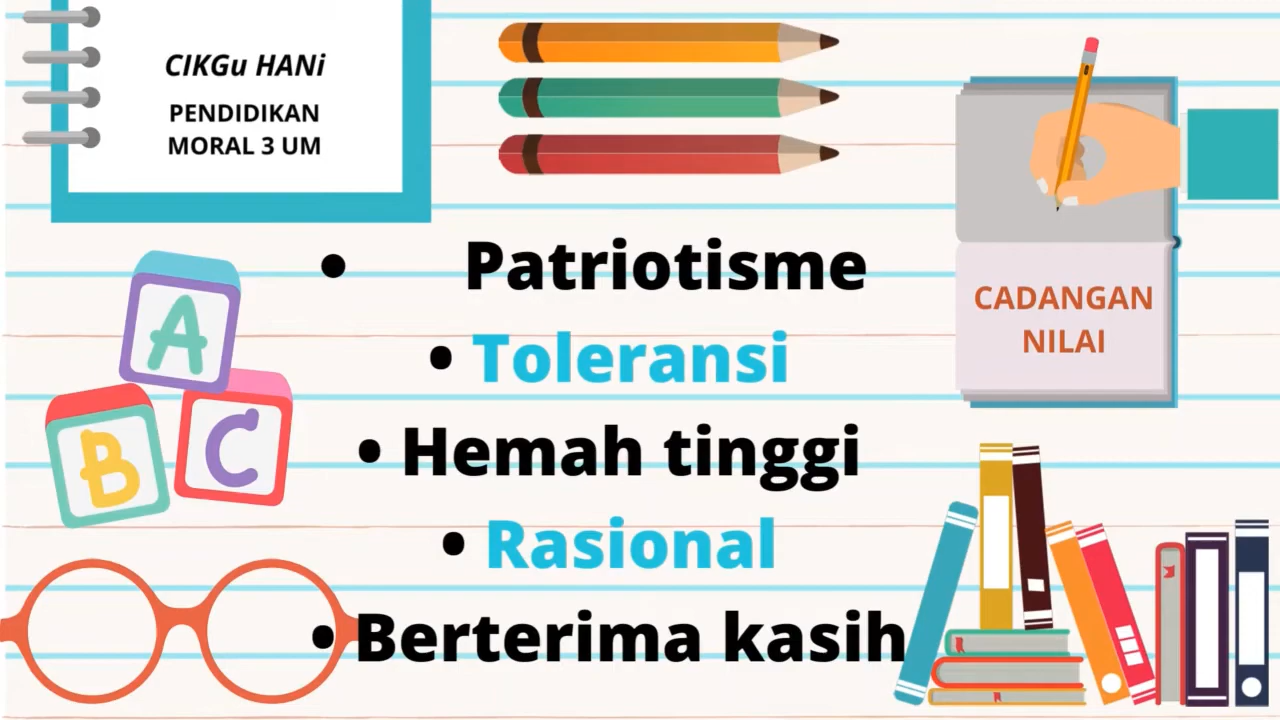 CIKGu HANi
PENDIDIKAN
MORAL 3 UM
• Patriotisme
• Toleransi
• Hemah tinggi
• Rasional
• Berterima kasih
CADANGAN
NILAI
A
B
C